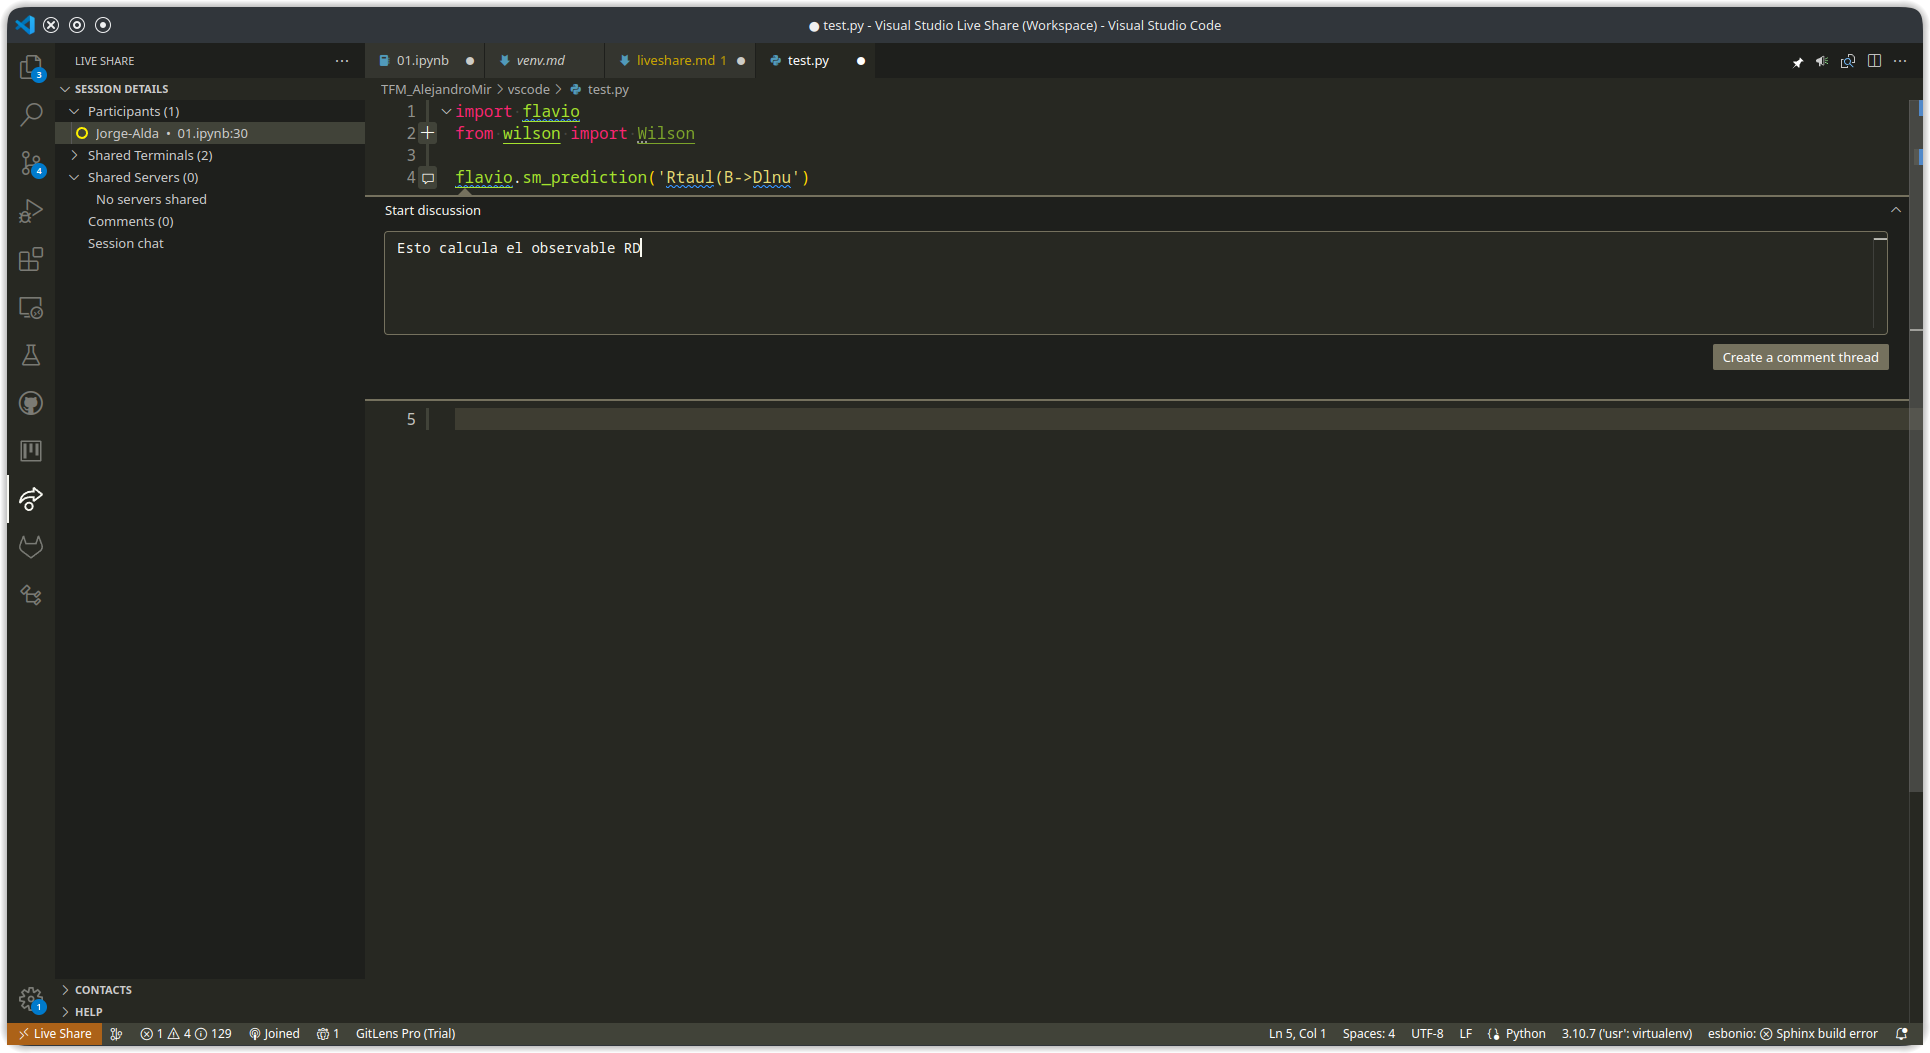 ● test.py - Visual Studio Live Share (Workspace) - Visual Studio Code
LIVE SHARE
01.ipynb
venv.md
liveshare.md 1
test.py
SESSION DETAILS
Participants (1)
Jorge-Alda • 01.ipynb:30
Shared Terminals (2)
Shared Servers (0)
No servers shared
Comments (0)
Session chat
TFM_AlejandroMir > vscode > test.py
1 import flavio
2 from wilson import Wilson
3
4 flavio.sm_prediction('Rtaul(B->Dlnu')
Start discussion
Esto calcula el observable RD
Create a comment thread
5
3
4
1
CONTACTS
HELP
Live Share
1 4 129
Joined
1
GitLens Pro (Trial)
Ln 5, Col 1
Spaces: 4
UTF-8
LF
Python
3.10.7 ('usr': virtualenv)
esbonio: Sphinx build error